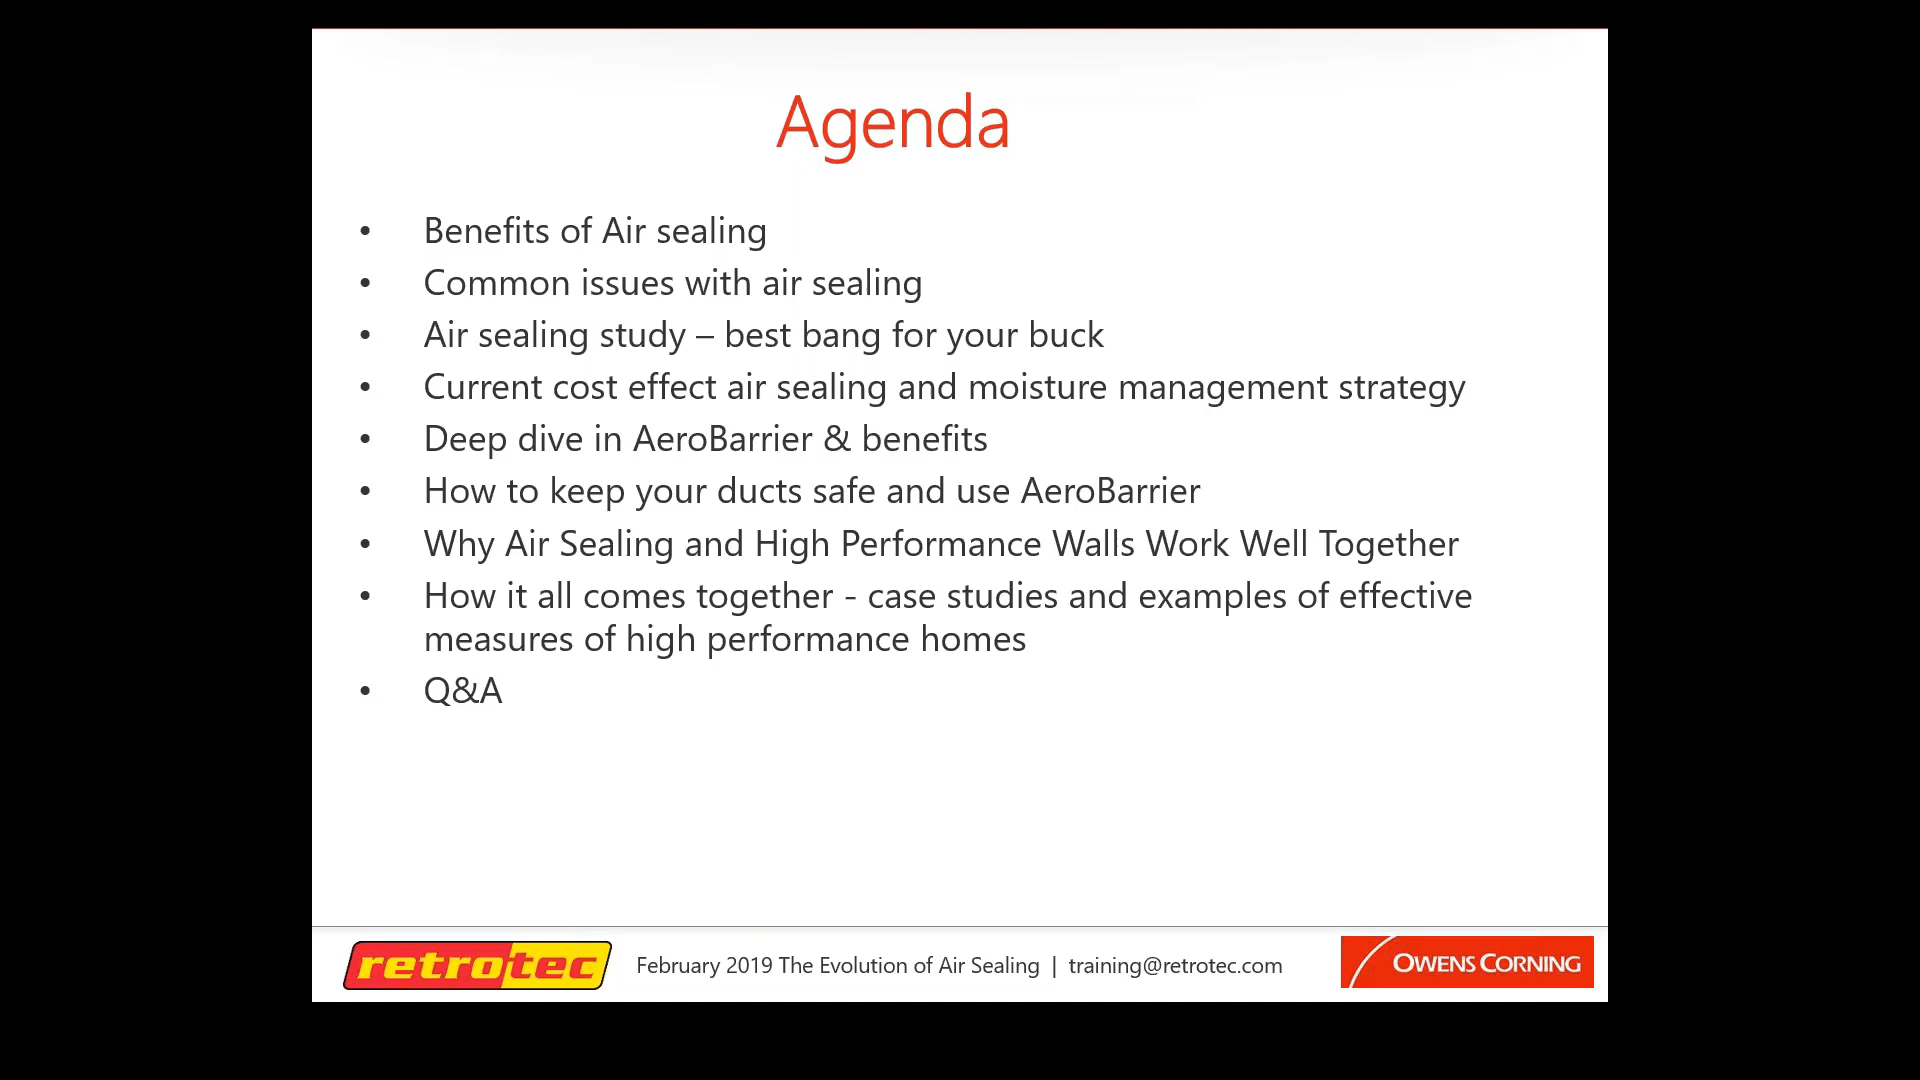 Agenda
• Benefits of Air sealing
• Common issues with air sealing
• Air sealing study – best bang for your buck
• Current cost effect air sealing and moisture management strategy
• Deep dive in AeroBarrier & benefits
• How to keep your ducts safe and use AeroBarrier
• Why Air Sealing and High Performance Walls Work Well Together
• How it all comes together - case studies and examples of effective
measures of high performance homes
• Q&A
retrotec
February 2019 The Evolution of Air Sealing | training@retrotec.com
OWENS CORNING